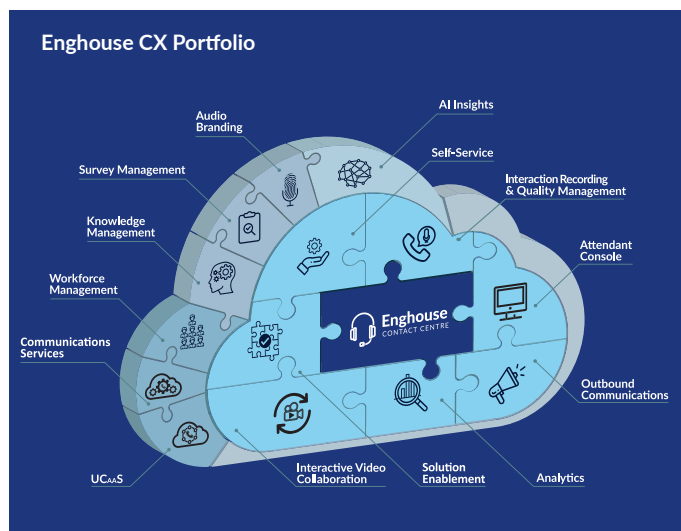 Enghouse CX Portfolio
AI Insights
Audio
Branding
Self-Service
Survey Management
Interaction Recording
& Quality Management
Knowledge
Management
Attendant
Console
Workforce
Management
Enghouse
CONTACT CENTRE
Communications
Services
Outbound
Communications
UCaaS
Interactive Video
Collaboration
Solution
Enablement
Analytics